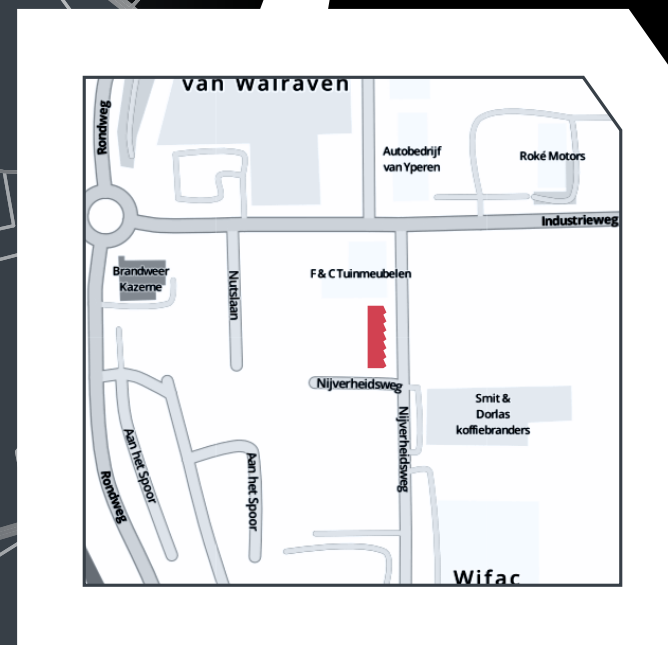 van Walraven
Rondweg
Autobedrijf
van Yperen
Roké Motors
Industrieweg
Brandweer
Kazerne
Nutslaan
F & C Tuinmeubelen
Nijverheidsweg
Smit &
Dorlas
koffiebranders
Nijverheidsweg
Aan het Spoor
Aan het Spoor
Rondweg
Wifac